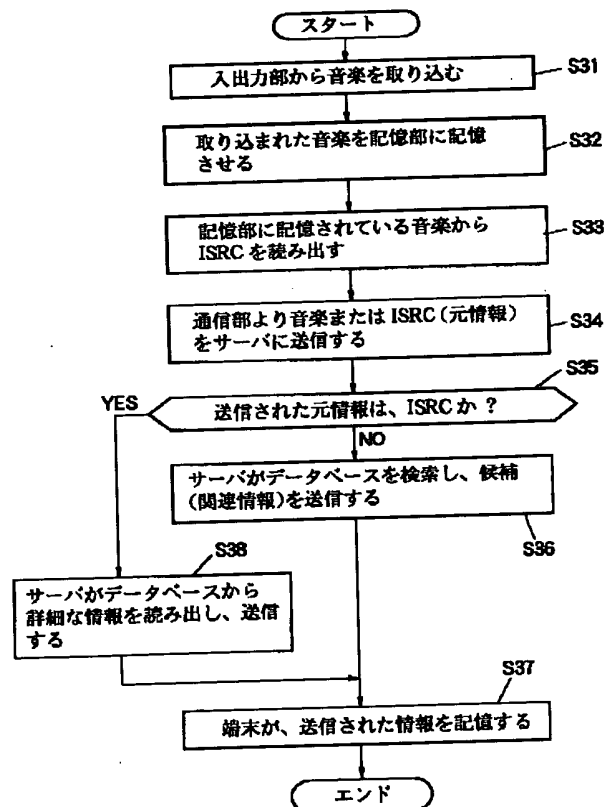 スタート
入出力部から音楽を取り込む
S31
取り込まれた音楽を記憶部に記憶
させる
S32
記憶部に記憶されている音楽から
ISRCを読み出す
S33
通信部より音楽またはISRC(元情報)
をサーバに送信する
S34
S35
YES
送信された元情報は、ISRCか ?
NO
サーバがデータベースを検索し、候補
(関連情報)を送信する
S36
S38
サーバがデータベースから
詳細な情報を読み出し、送信
する
S37
端末が、送信された情報を記憶する
エンド